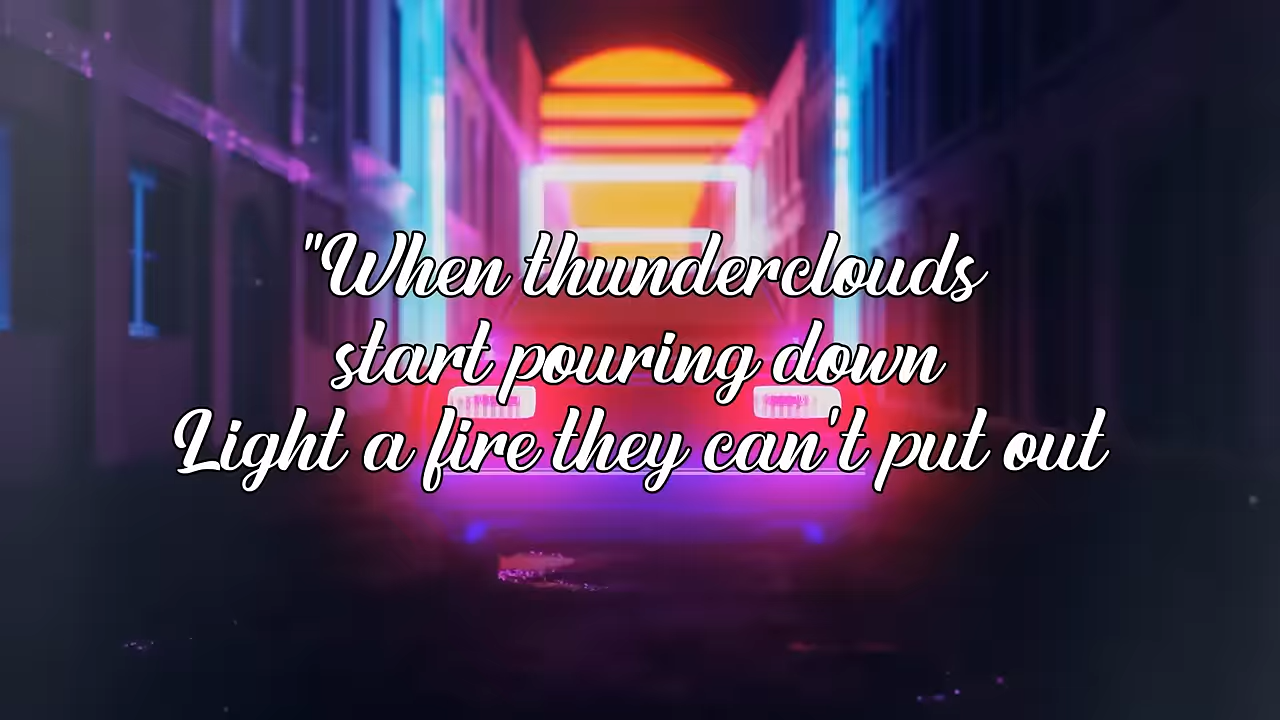 "When thunderclouds
start pouring down
Light a fire they can't put out